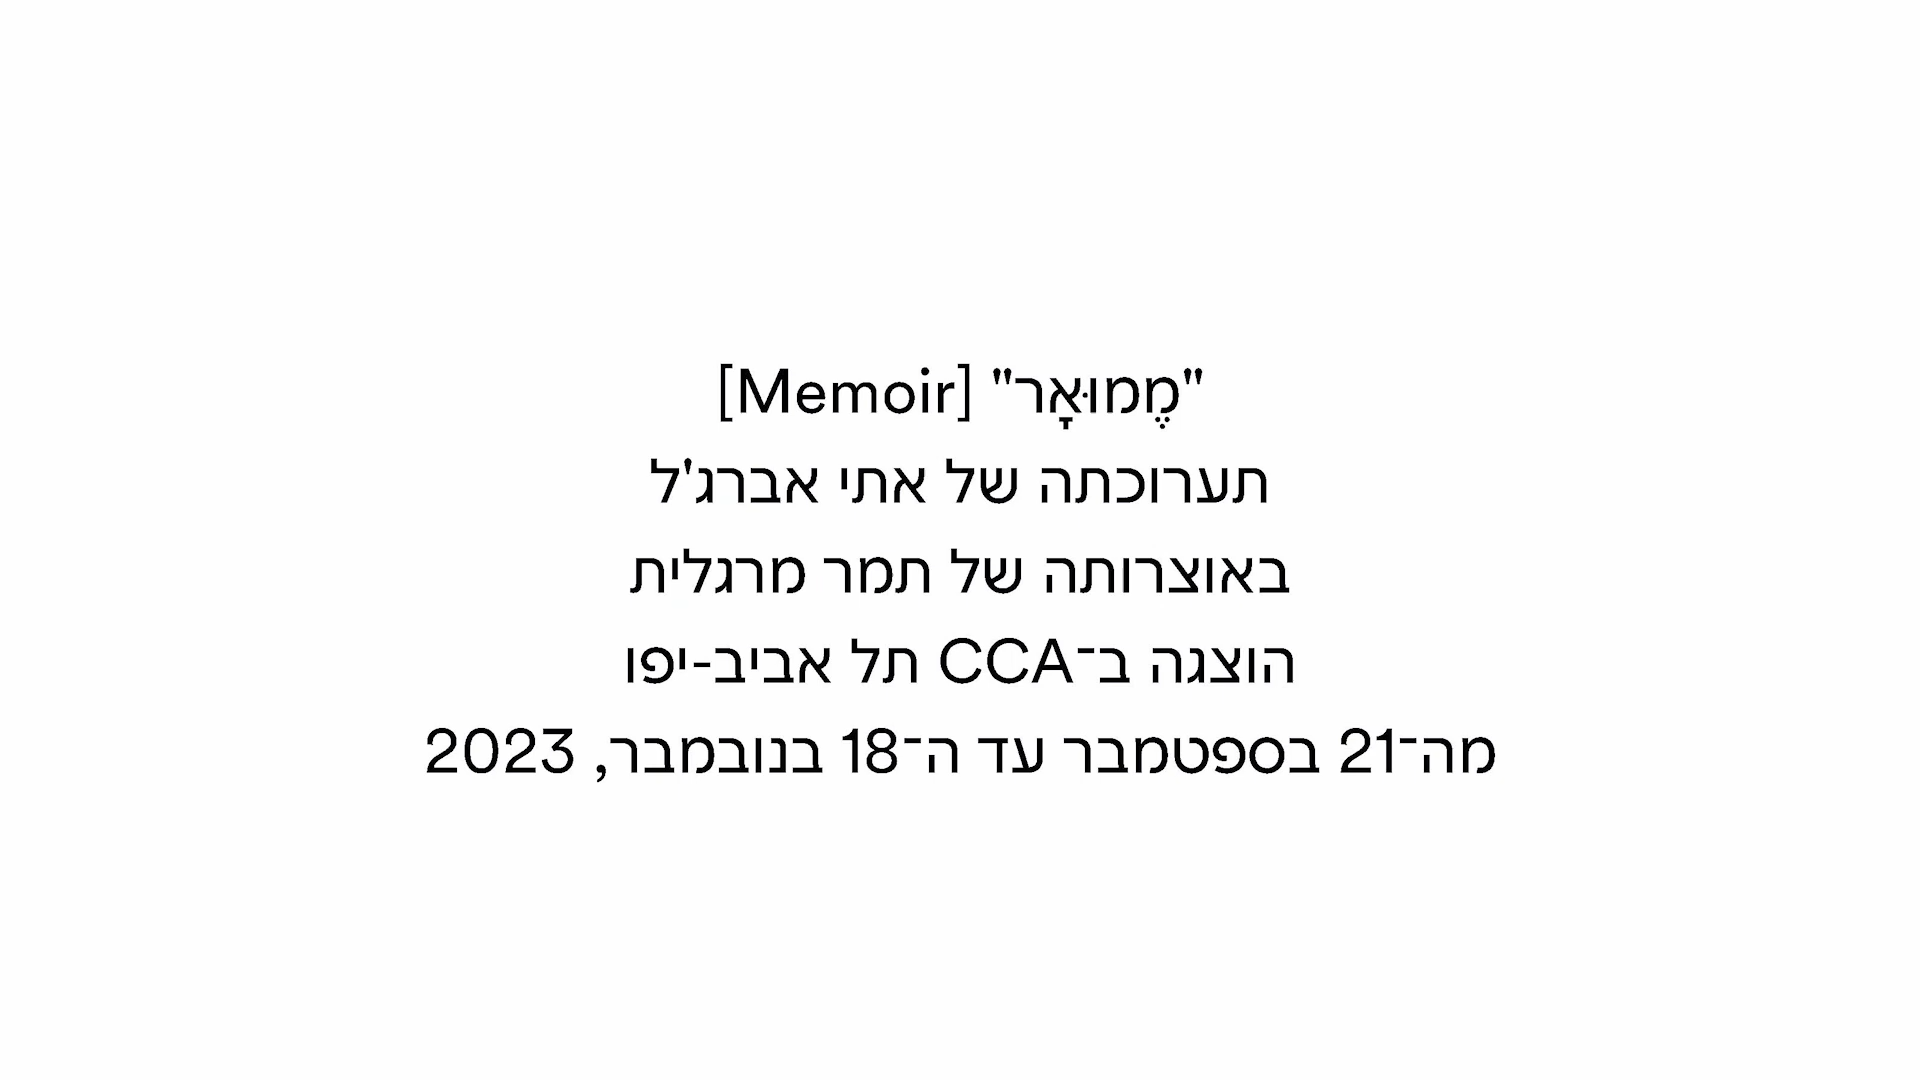 "מֶמוּאָר" [Memoir]
תערוכתה של אתי אברג'ל
באוצרותה של תמר מרגלית
הוצגה ב־CCA תל אביב-יפו
מה־21 בספטמבר עד ה־18 בנובמבר, 2023